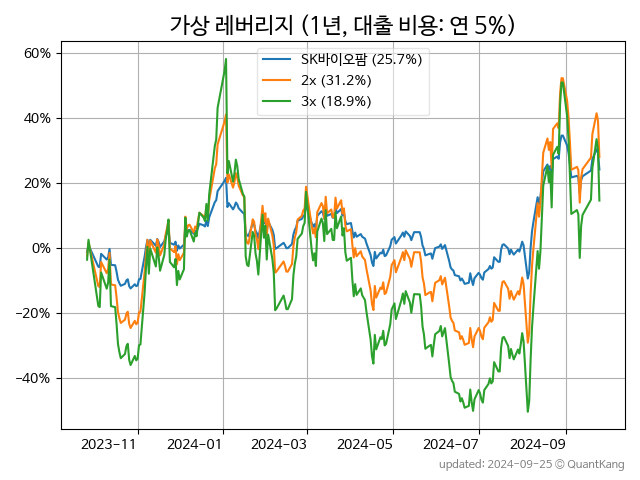 가상 레버리지 (1년, 대출 비용: 연 5%)
SK바이오팜 (25.7%)
2x (31.2%)
3x (18.9%)
60%
40%
20%
0%
−20%
−40%
2023-11 2024-01 2024-03 2024-05 2024-07 2024-09
updated: 2024-09-25 © QuantKang